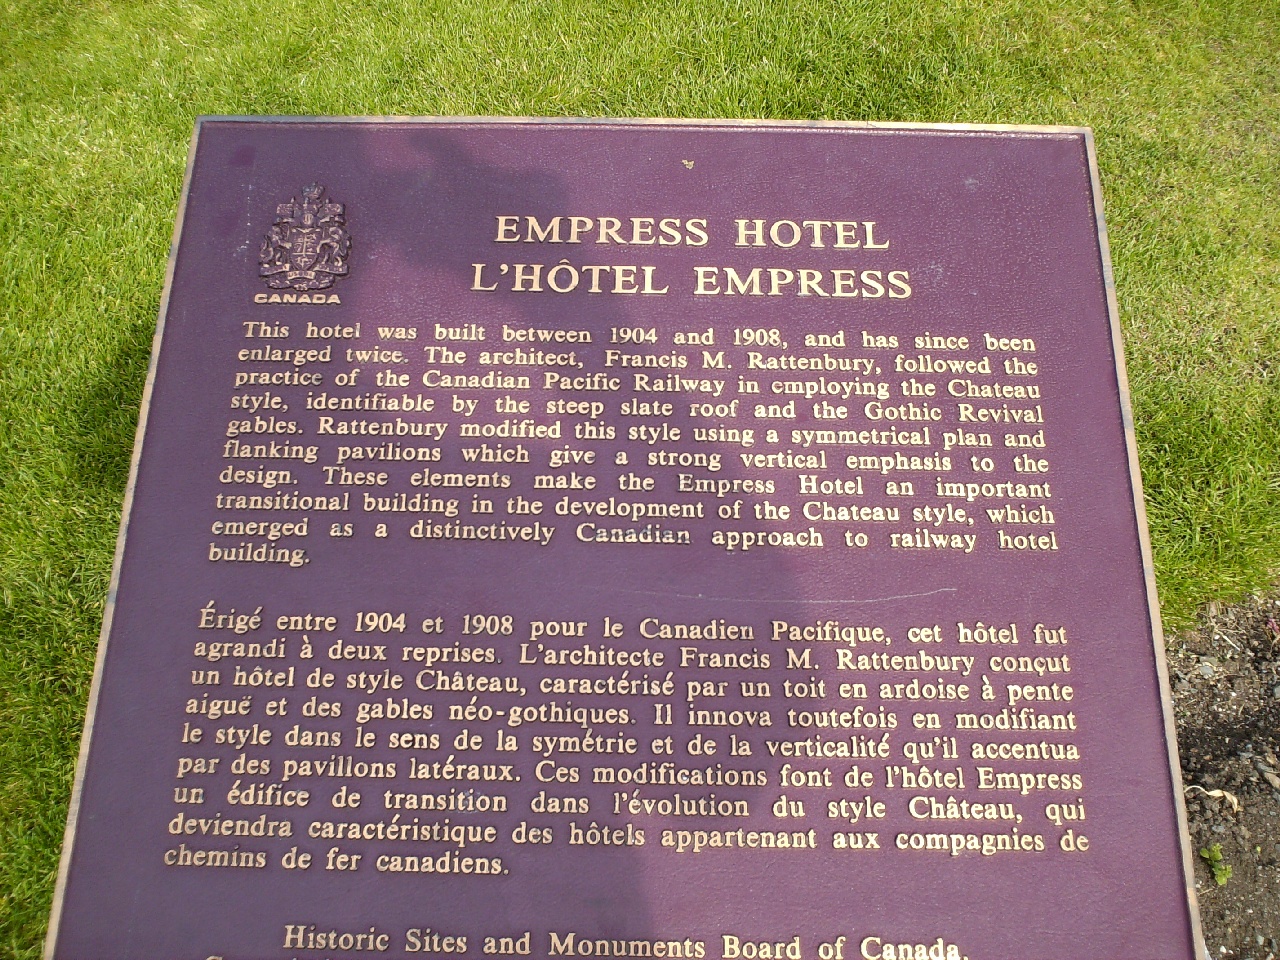 CANADA
EMPRESS HOTEL
L'HÔTEL EMPRESS
This hotel was built between 1904 and 1908, and has since been
enlarged twice. The architect, Francis M. Rattenbury, followed the
practice of the Canadian Pacific Railway in employing the Chateau
style, identifiable by the steep slate roof and the Gothic Revival
gables. Rattenbury modified this style using a symmetrical plan and
flanking pavilions which give a strong vertical emphasis to the
design. These elements make the Empress Hotel an important
transitional building in the development of the Chateau style, which
emerged as a distinctively Canadian approach to railway hotel
building.
Érigé entre 1904 et 1908 pour le Canadien Pacifique, cet hôtel fut
agrandi à deux reprises. L'architecte Francis M. Rattenbury conçut
un hôtel de style Château, caractérisé par un toit en ardoise à pente
aiguë et des gables néo-gothiques. Il innova toutefois en modifiant
le style dans le sens de la symétrie et de la verticalité qu'il accentua
par des pavillons latéraux. Ces modifications font de l'hôtel Empress
un édifice de transition dans l'évolution du style Château, qui
deviendra caractéristique des hôtels appartenant aux compagnies de
chemins de fer canadiens.
Historic Sites and Monuments Board of Canada.